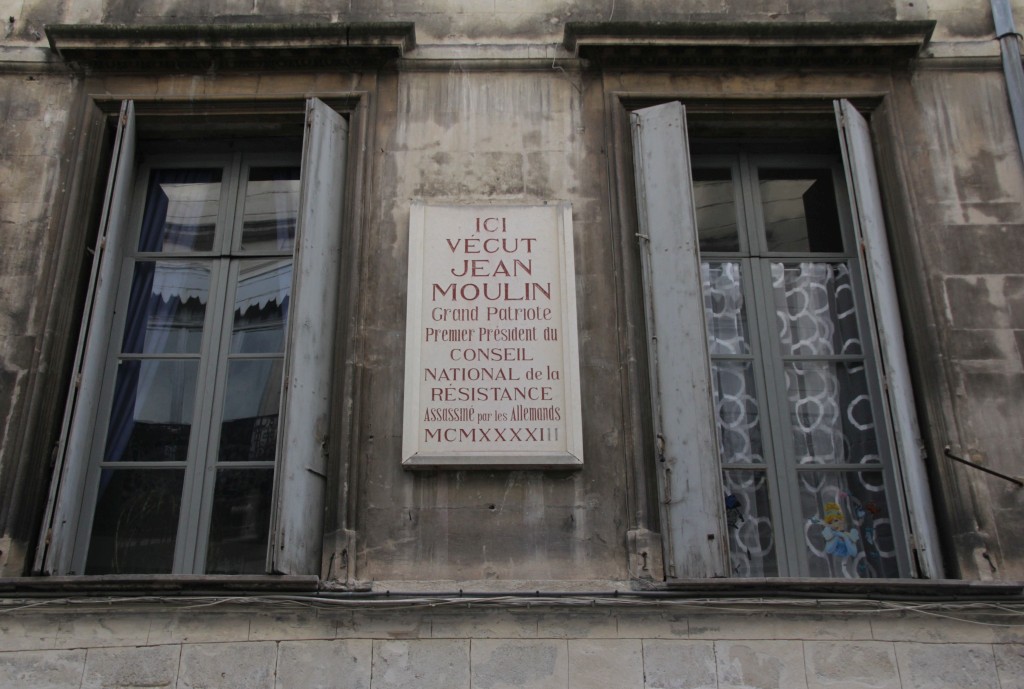 ICI
VÉCUT
JEAN
MOULIN
Grand Patriote
Premier Président du
CONSEIL
NATIONAL de la
RÉSISTANCE
Assassiné par les Allemands
MCMXXXXIII